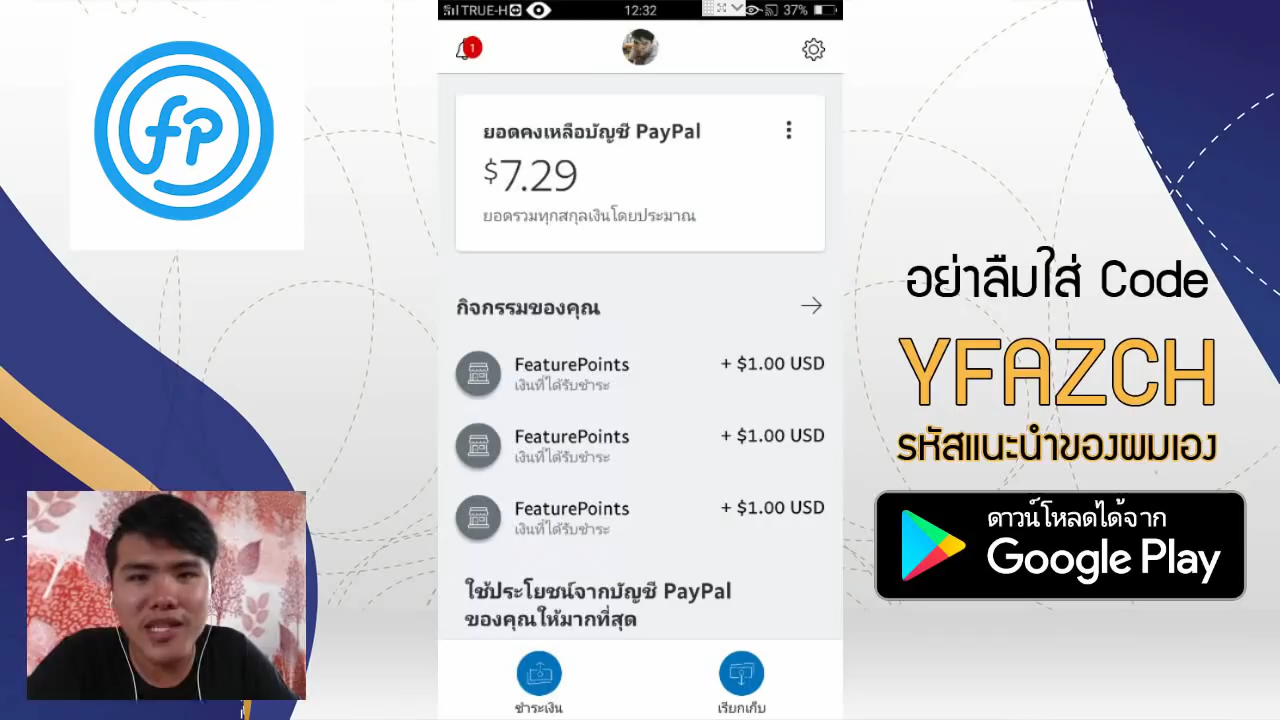 fp
TRUE-H
12:32
37%
1
ยอดคงเหลือบัญชี PayPal
$7.29
ยอดรวมทุกสกุลเงินโดยประมาณ
กิจกรรมของคุณ
FeaturePoints + $1.00 USD
เงินที่ได้รับชำระ
FeaturePoints + $1.00 USD
เงินที่ได้รับชำระ
FeaturePoints + $1.00 USD
เงินที่ได้รับชำระ
ใช้ประโยชน์จากบัญชี PayPal
ของคุณให้มากที่สุด
ชำระเงิน
เรียกเก็บ
อย่าลืมใส่ Code
YFAZCH
รหัสแนะนำของผมเอง
ดาวน์โหลดได้จาก
Google Play